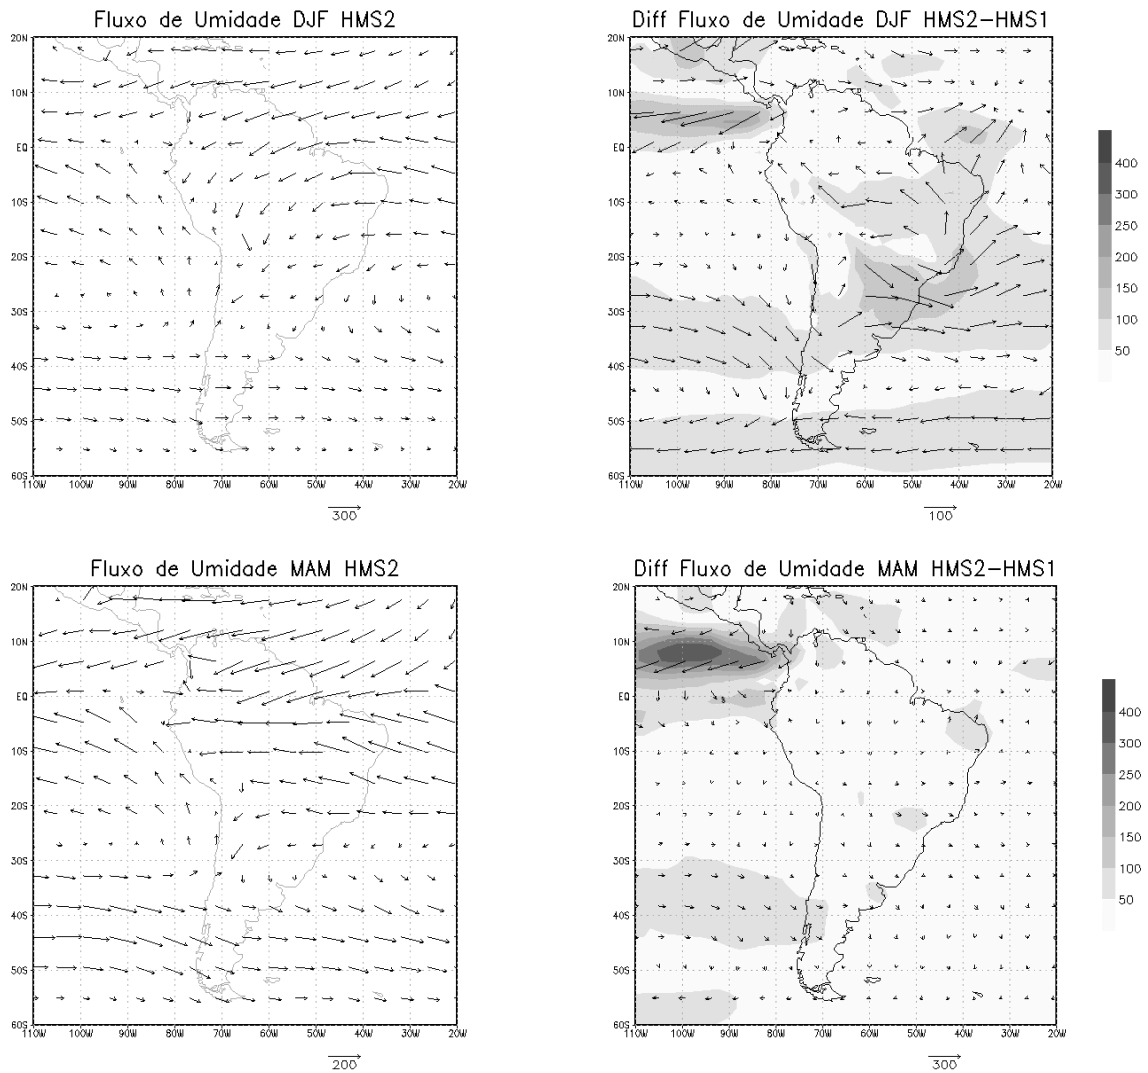 Fluxo de Umidade DJF HMS2
20N
10N
EQ
10S
20S
30S
40S
50S
60S
110W 100W 90W 80W 70W 60W 50W 40W 30W 20W
300
Diff Fluxo de Umidade DJF HMS2-HMS1
20N
10N
EQ
10S
20S
30S
40S
50S
60S
110W 100W 90W 80W 70W 60W 50W 40W 30W 20W
100
400
300
250
200
150
100
50
Fluxo de Umidade MAM HMS2
20N
10N
EQ
10S
20S
30S
40S
50S
60S
110W 100W 90W 80W 70W 60W 50W 40W 30W 20W
200
Diff Fluxo de Umidade MAM HMS2-HMS1
20N
10N
EQ
10S
20S
30S
40S
50S
60S
110W 100W 90W 80W 70W 60W 50W 40W 30W 20W
300
400
300
250
200
150
100
50